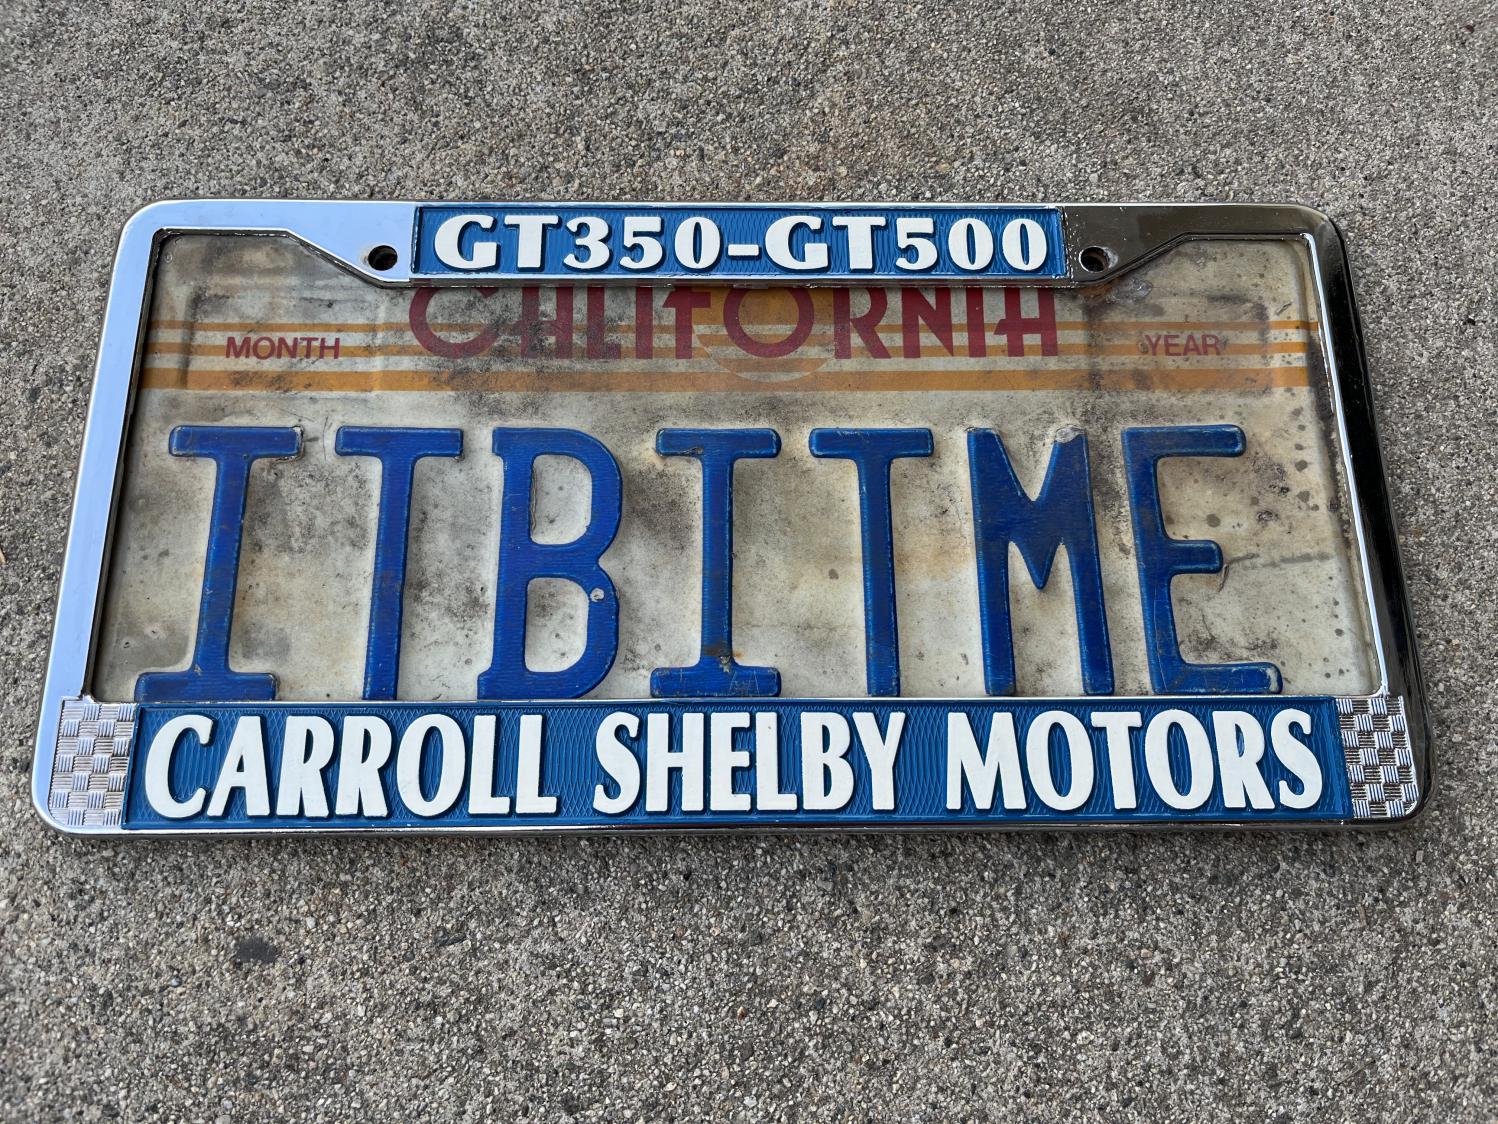 GT350-GT500
CALIFORNIA
MONTH YEAR
ITBITME
CARROLL SHELBY MOTORS